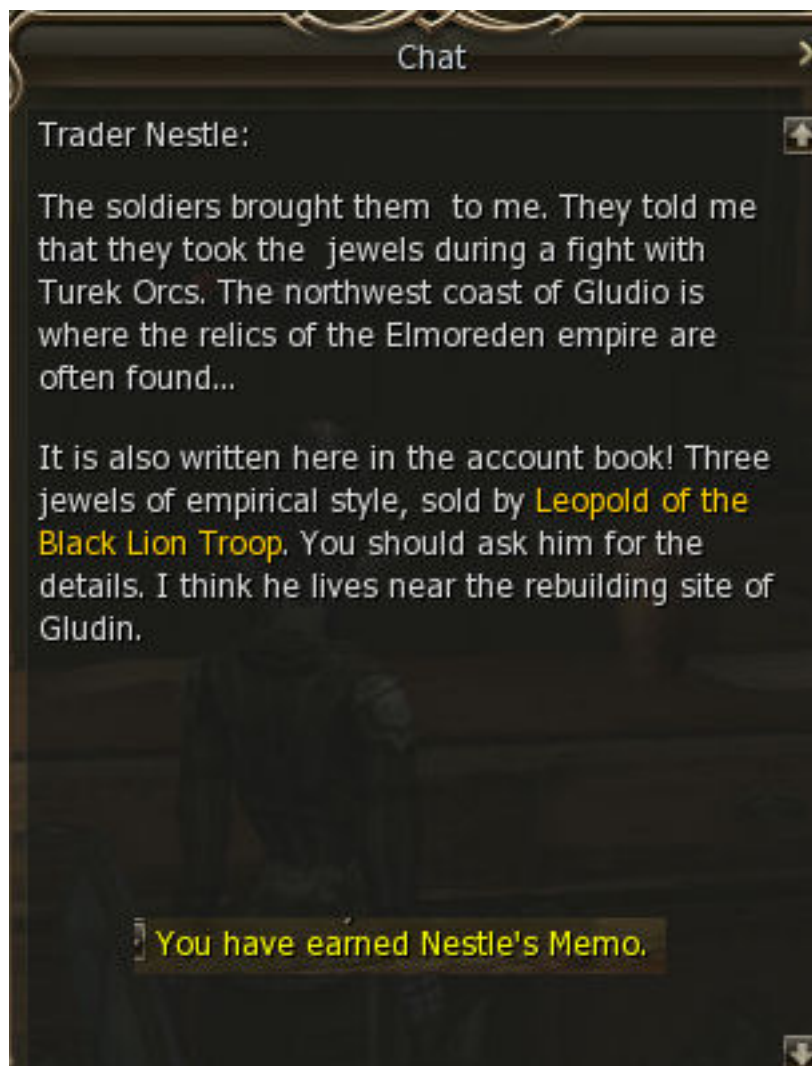 Chat
Trader Nestle:
The soldiers brought them  to me. They told me
that they took the  jewels during a fight with
Turek Orcs. The northwest coast of Gludio is
where the relics of the Elmoreden empire are
often found...
It is also written here in the account book! Three
jewels of empirical style, sold by Leopold of the
Black Lion Troop. You should ask him for the
details. I think he lives near the rebuilding site of
Gludin.
You have earned Nestle's Memo.